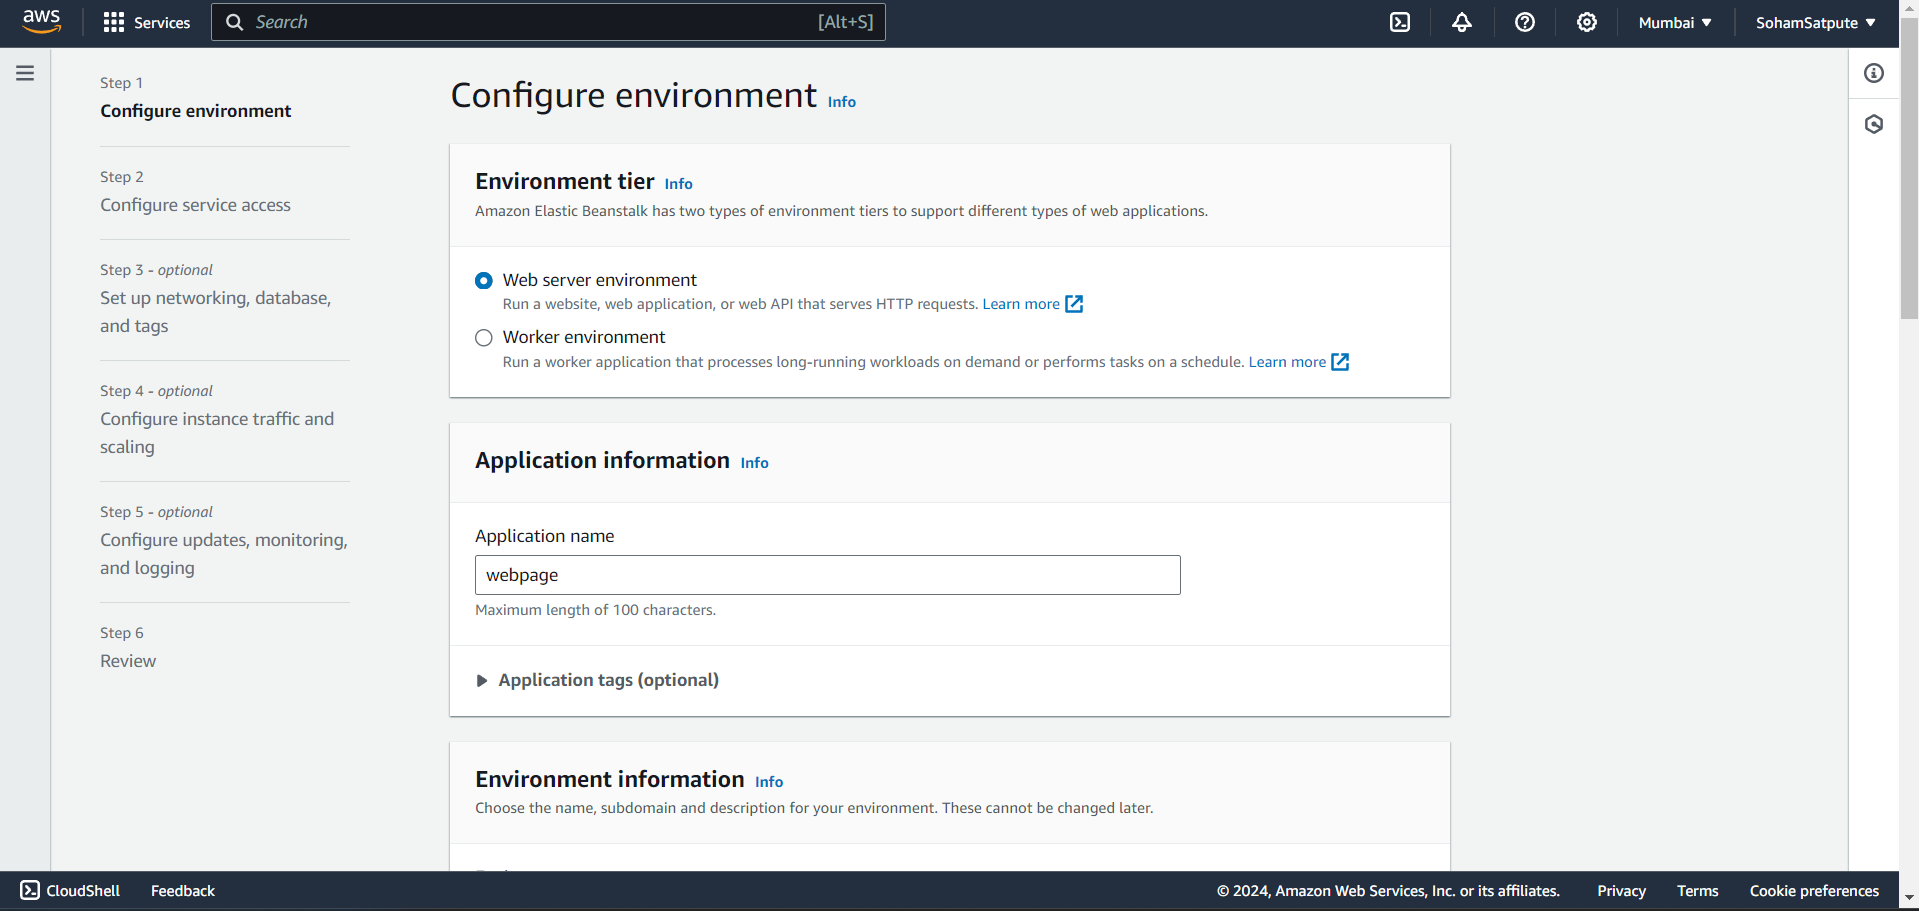 aws
Services
Search
[Alt+S]
Mumbai
SohamSatpute
Step 1
Configure environment
Step 2
Configure service access
Step 3 - optional
Set up networking, database,
and tags
Step 4 - optional
Configure instance traffic and
scaling
Step 5 - optional
Configure updates, monitoring,
and logging
Step 6
Review
Configure environment Info
Environment tier Info
Amazon Elastic Beanstalk has two types of environment tiers to support different types of web applications.
Web server environment
Run a website, web application, or web API that serves HTTP requests. Learn more
Worker environment
Run a worker application that processes long-running workloads on demand or performs tasks on a schedule. Learn more
Application information Info
Application name
webpage
Maximum length of 100 characters.
Application tags (optional)
Environment information Info
Choose the name, subdomain and description for your environment. These cannot be changed later.
CloudShell
Feedback
© 2024, Amazon Web Services, Inc. or its affiliates.
Privacy
Terms
Cookie preferences